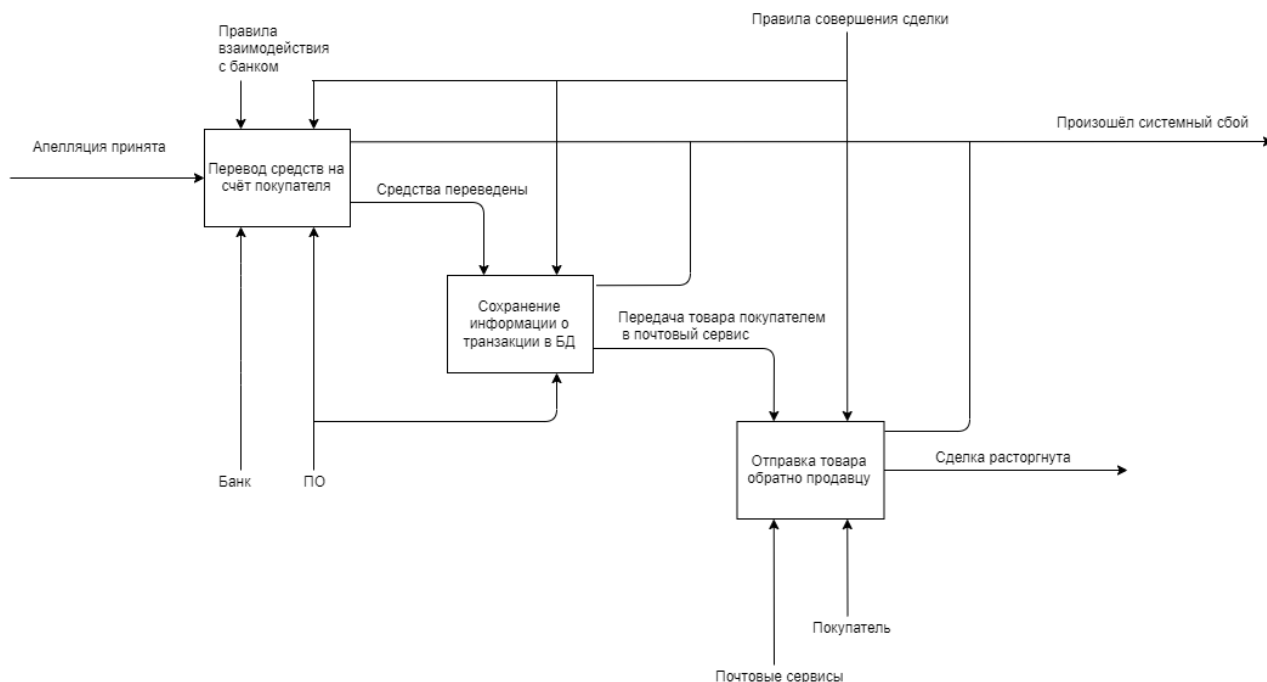 Правила совершения сделки
Правила
взаимодействия
с банком
Произошёл системный сбой
Апелляция принята
Перевод средств на
счёт покупателя
Средства переведены
Сохранение
информации о
транзакции в БД
Передача товара покупателем
в почтовый сервис
Отправка товара
обратно продавцу
Сделка расторгнута
Банк
ПО
Покупатель
Почтовые сервисы